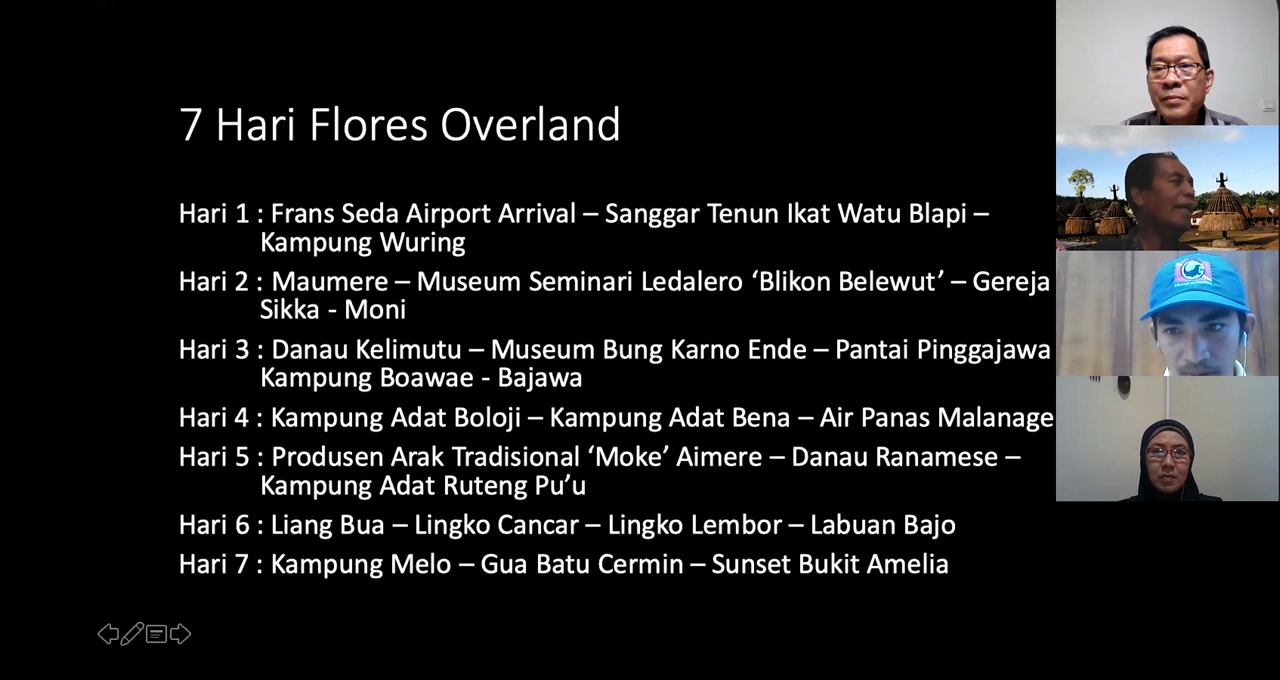 7 Hari Flores Overland
Hari 1 : Frans Seda Airport Arrival – Sanggar Tenun Ikat Watu Blapi –
Kampung Wuring
Hari 2 : Maumere – Museum Seminari Ledalero ‘Blikon Belewut’ – Gereja
Sikka - Moni
Hari 3 : Danau Kelimutu – Museum Bung Karno Ende – Pantai Pinggajawa
Kampung Boawae - Bajawa
Hari 4 : Kampung Adat Boloji – Kampung Adat Bena – Air Panas Malanage
Hari 5 : Produsen Arak Tradisional ‘Moke’ Aimere – Danau Ranamese –
Kampung Adat Ruteng Pu’u
Hari 6 : Liang Bua – Lingko Cancar – Lingko Lembor – Labuan Bajo
Hari 7 : Kampung Melo – Gua Batu Cermin – Sunset Bukit Amelia